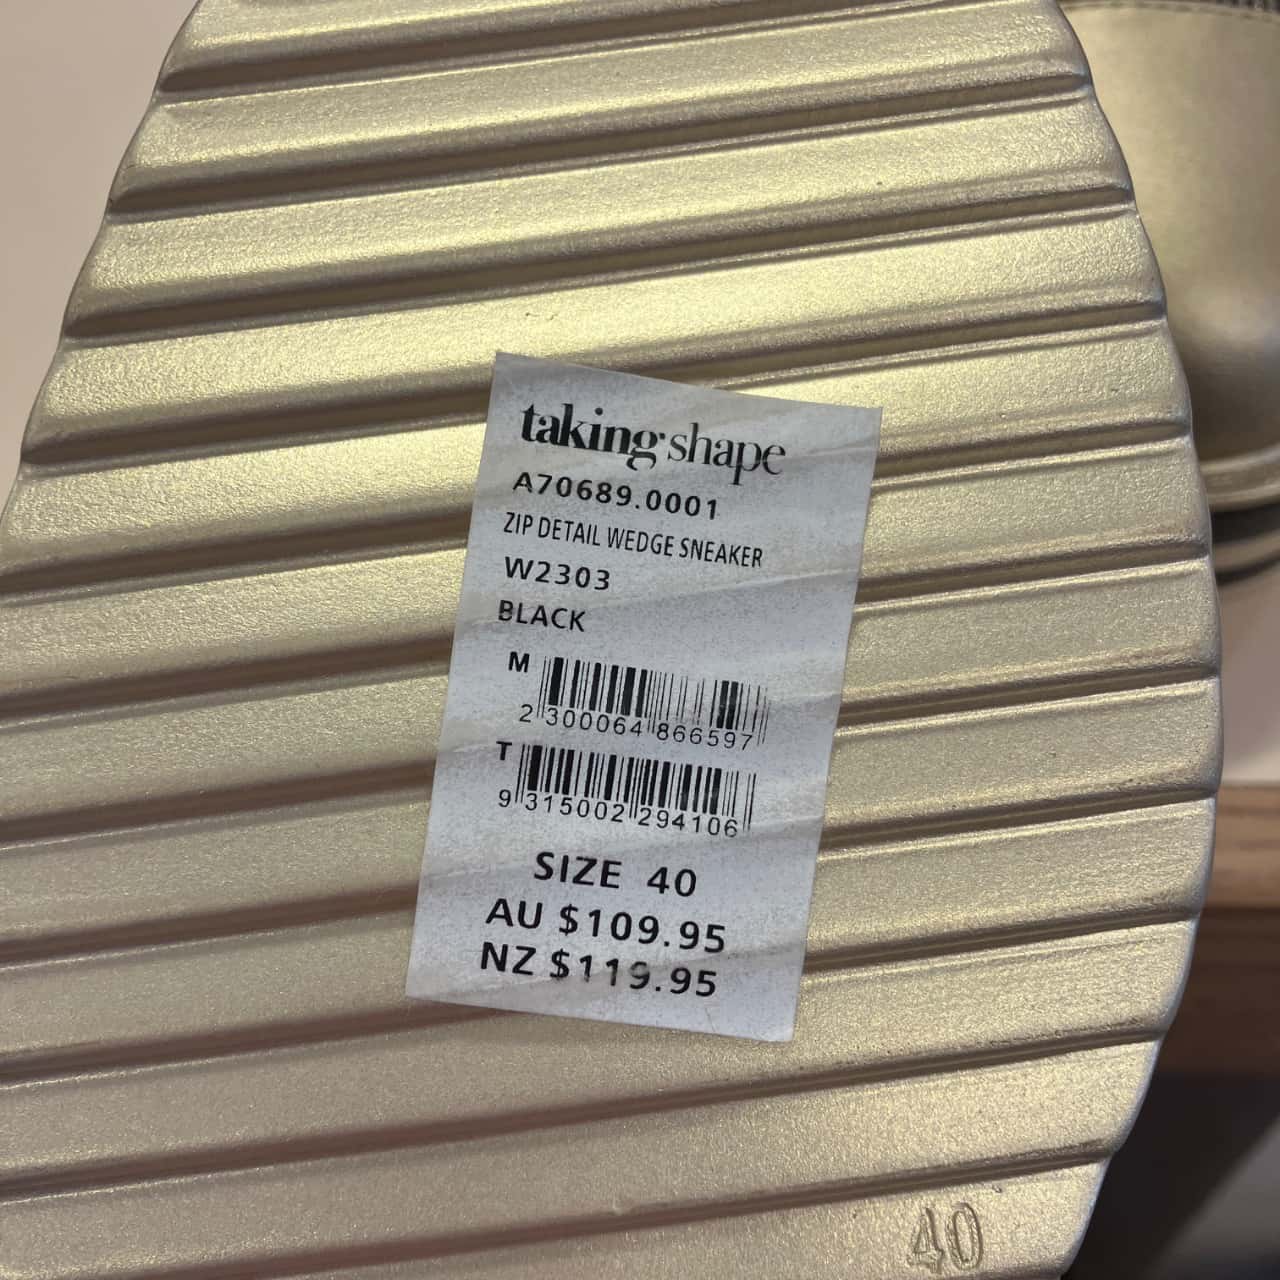 taking shape
A70689.0001
ZIP DETAIL WEDGE SNEAKER
W2303
BLACK
M
2 300064 866597
T
9 315002 294106
SIZE 40
AU $109.95
NZ $119.95
40